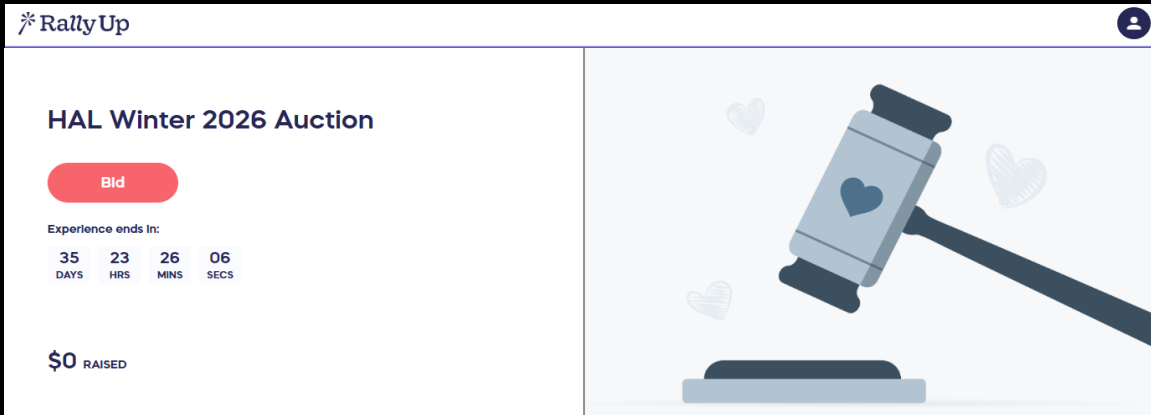 RallyUp
HAL Winter 2026 Auction
Bid
Experience ends in:
35 23 26 06
DAYS HRS MINS SECS
$0 RAISED